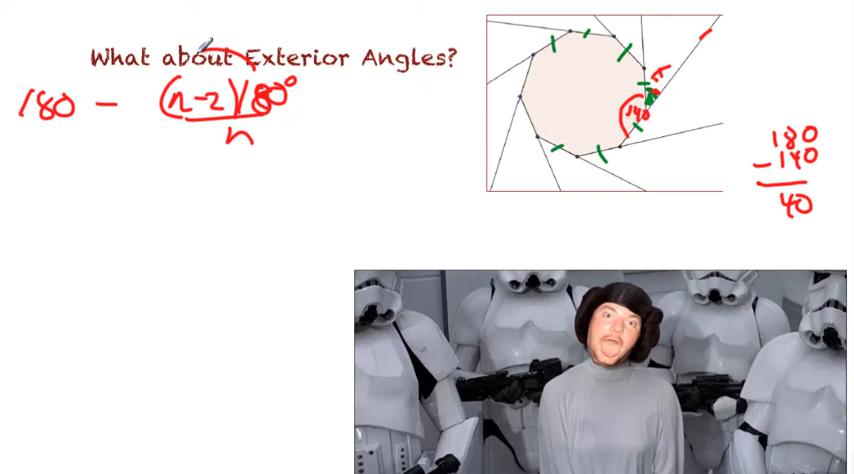 What about Exterior Angles?
180 - (n-2)180°
n
140
180
-140
40